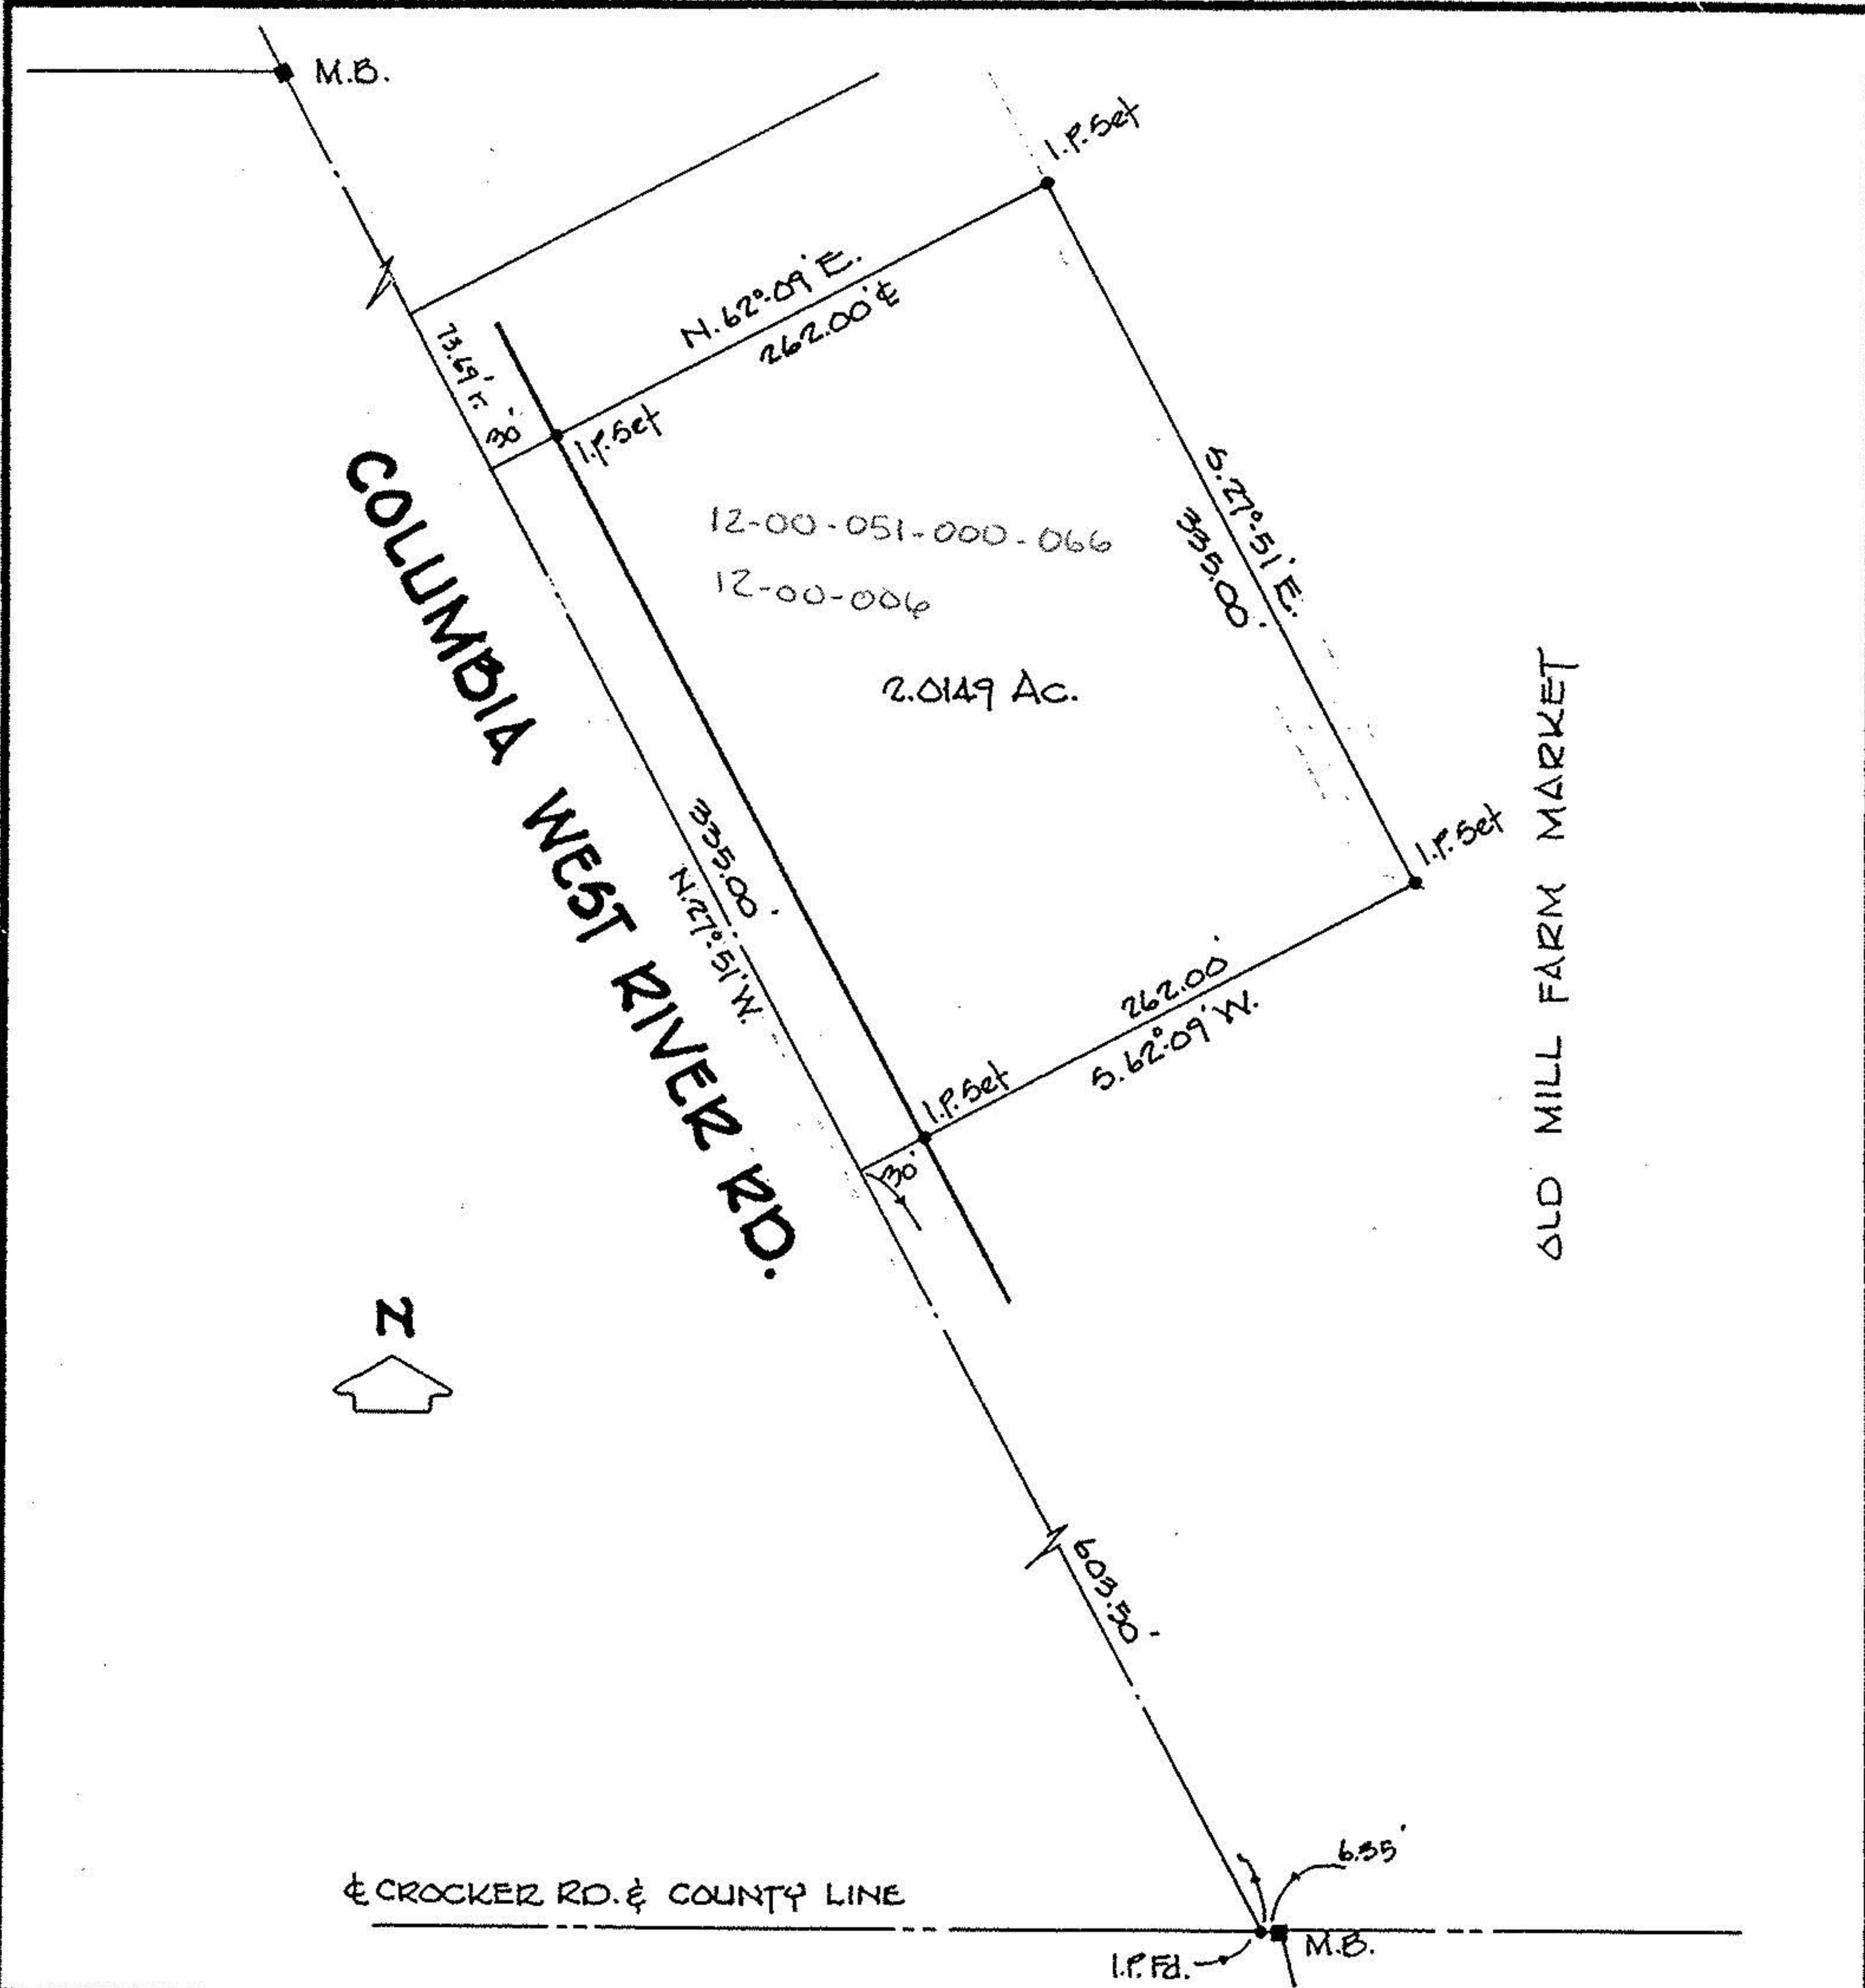 M.B.
I.P. Set
N. 62°-09' E.
262.00' ℄
73.69' r.
30'
I.P. Set
12-00-051-000-066
12-00-006
2.0149 Ac.
S. 27°-51' E.
335.00'
COLUMBIA WEST RIVER RD.
335.00'
N. 27°-51' W.
I.P. Set
OLD MILL FARM MARKET
262.00'
S. 62°-09' W.
I.P. Set
30'
N
603.50'
6.35'
℄ CROCKER RD. & COUNTY LINE
I.P. Fd.
M.B.